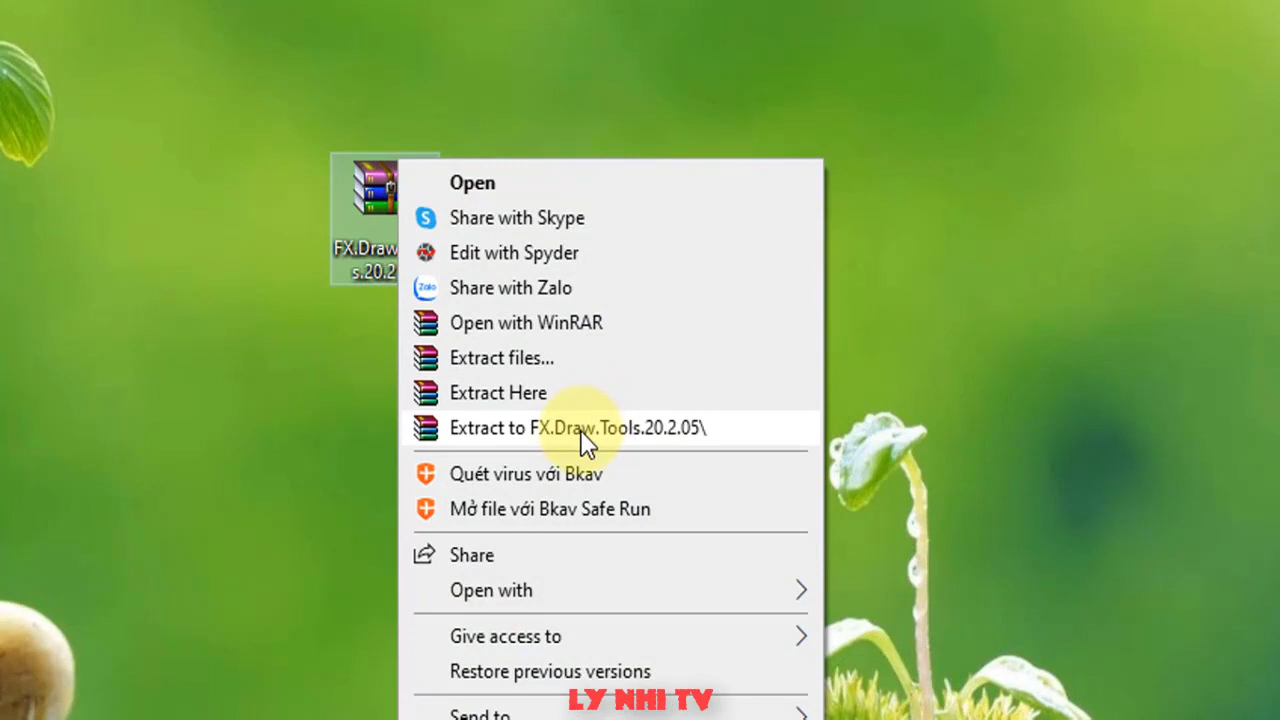 FX.Draw
s.20.2
Open
Share with Skype
Edit with Spyder
Zalo
Share with Zalo
Open with WinRAR
Extract files...
Extract Here
Extract to FX.Draw.Tools.20.2.05\
Quét virus với Bkav
Mở file với Bkav Safe Run
Share
Open with
Give access to
Restore previous versions
Send to
LY NHI TV